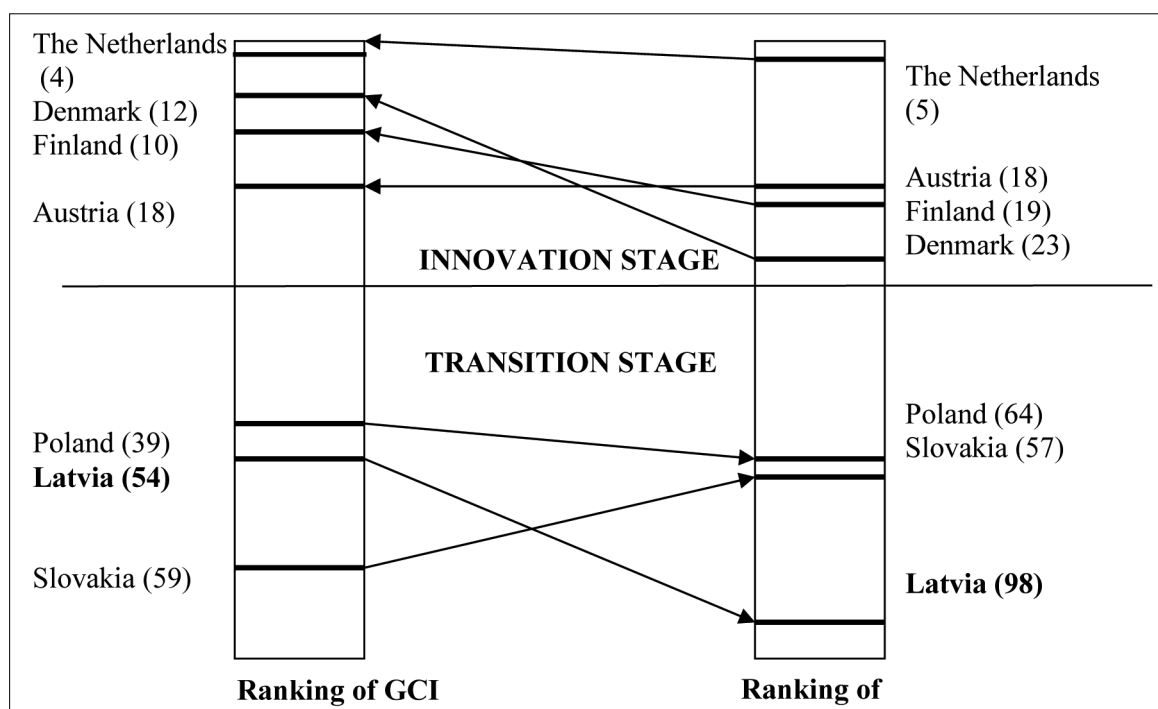 The Netherlands
(4)
Denmark (12)
Finland (10)
Austria (18)
The Netherlands
(5)
Austria (18)
Finland (19)
Denmark (23)
INNOVATION STAGE
TRANSITION STAGE
Poland (39)
Latvia (54)
Slovakia (59)
Poland (64)
Slovakia (57)
Latvia (98)
Ranking of GCI
Ranking of